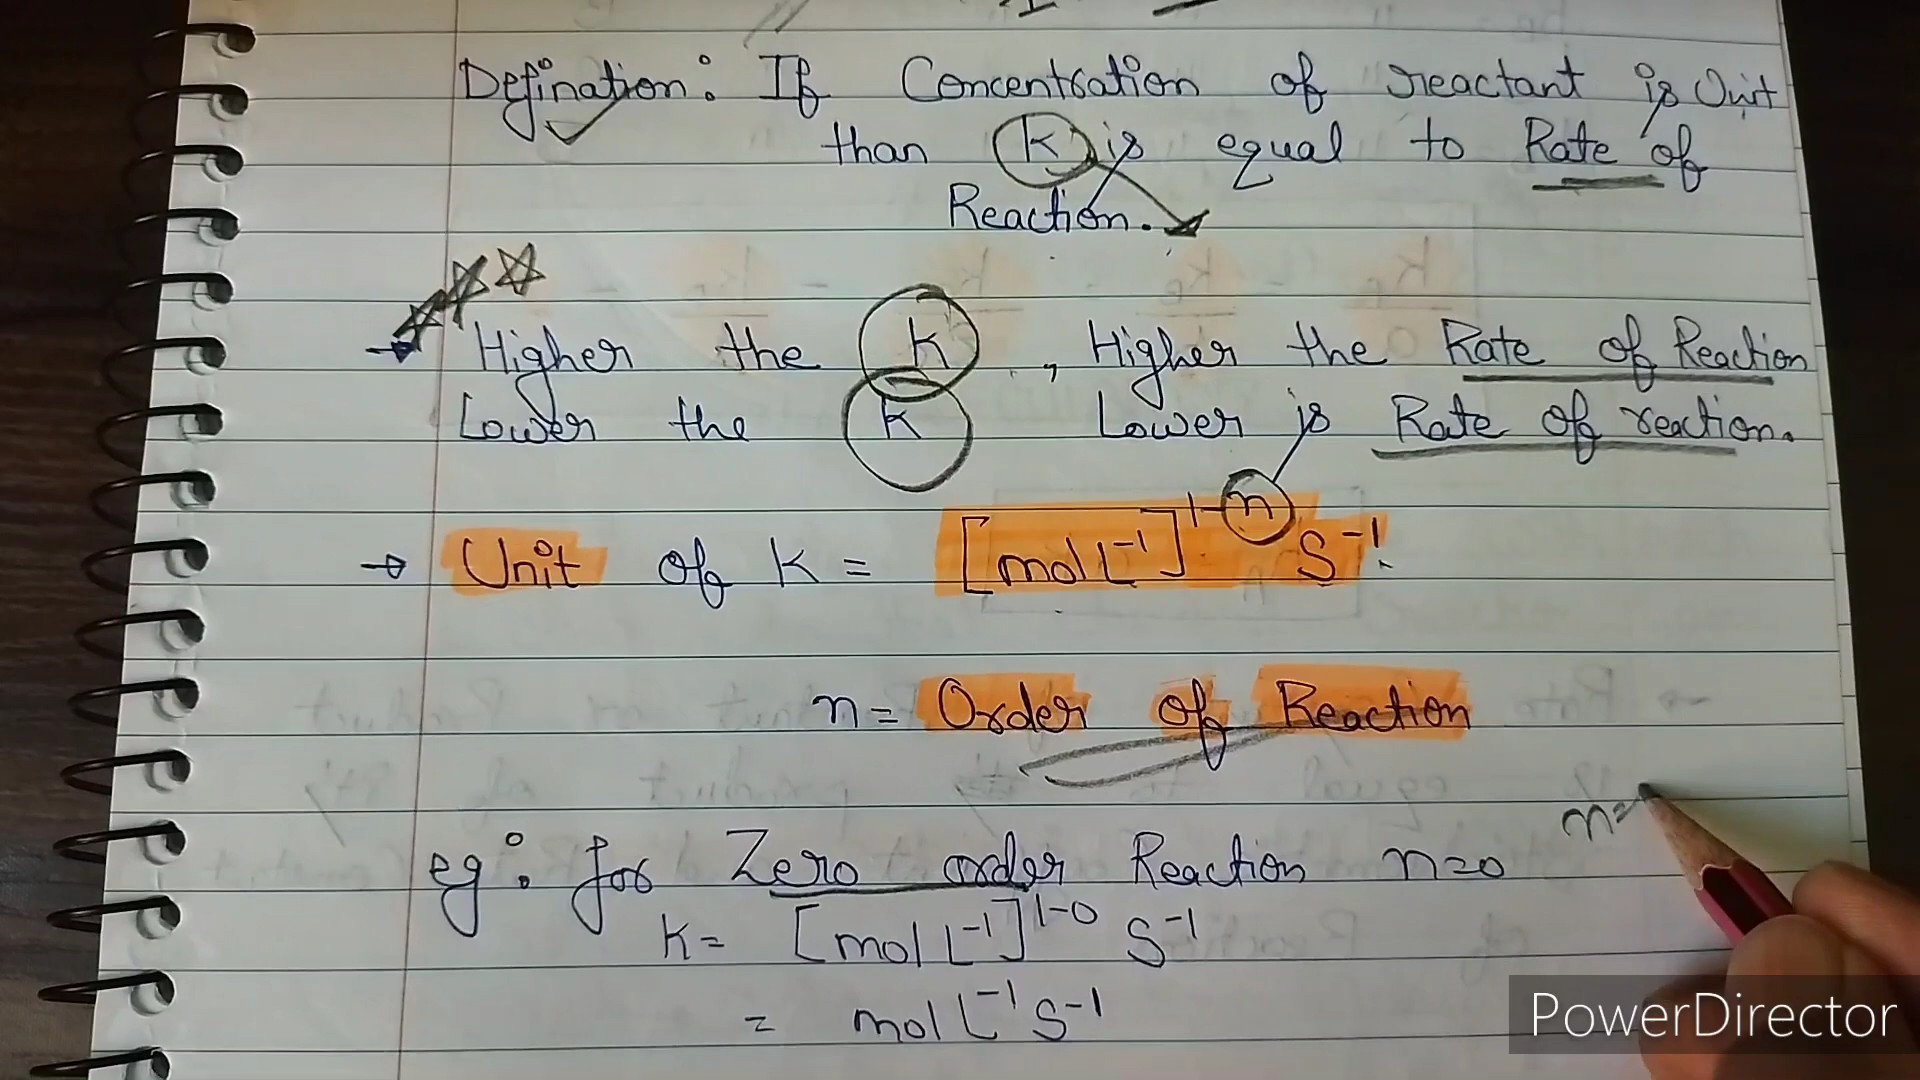 Defination: If Concentration of reactant is Unit
than k is equal to Rate of
Reaction.
Higher the k, Higher the Rate of Reaction
Lower the k Lower is Rate of reaction.
→ Unit of k = [mol L⁻¹]¹⁻ⁿ S⁻¹
n = Order of Reaction
n=
eg: for Zero order Reaction n=0
k = [mol L⁻¹]¹⁻⁰ S⁻¹
= mol L⁻¹ S⁻¹
PowerDirector